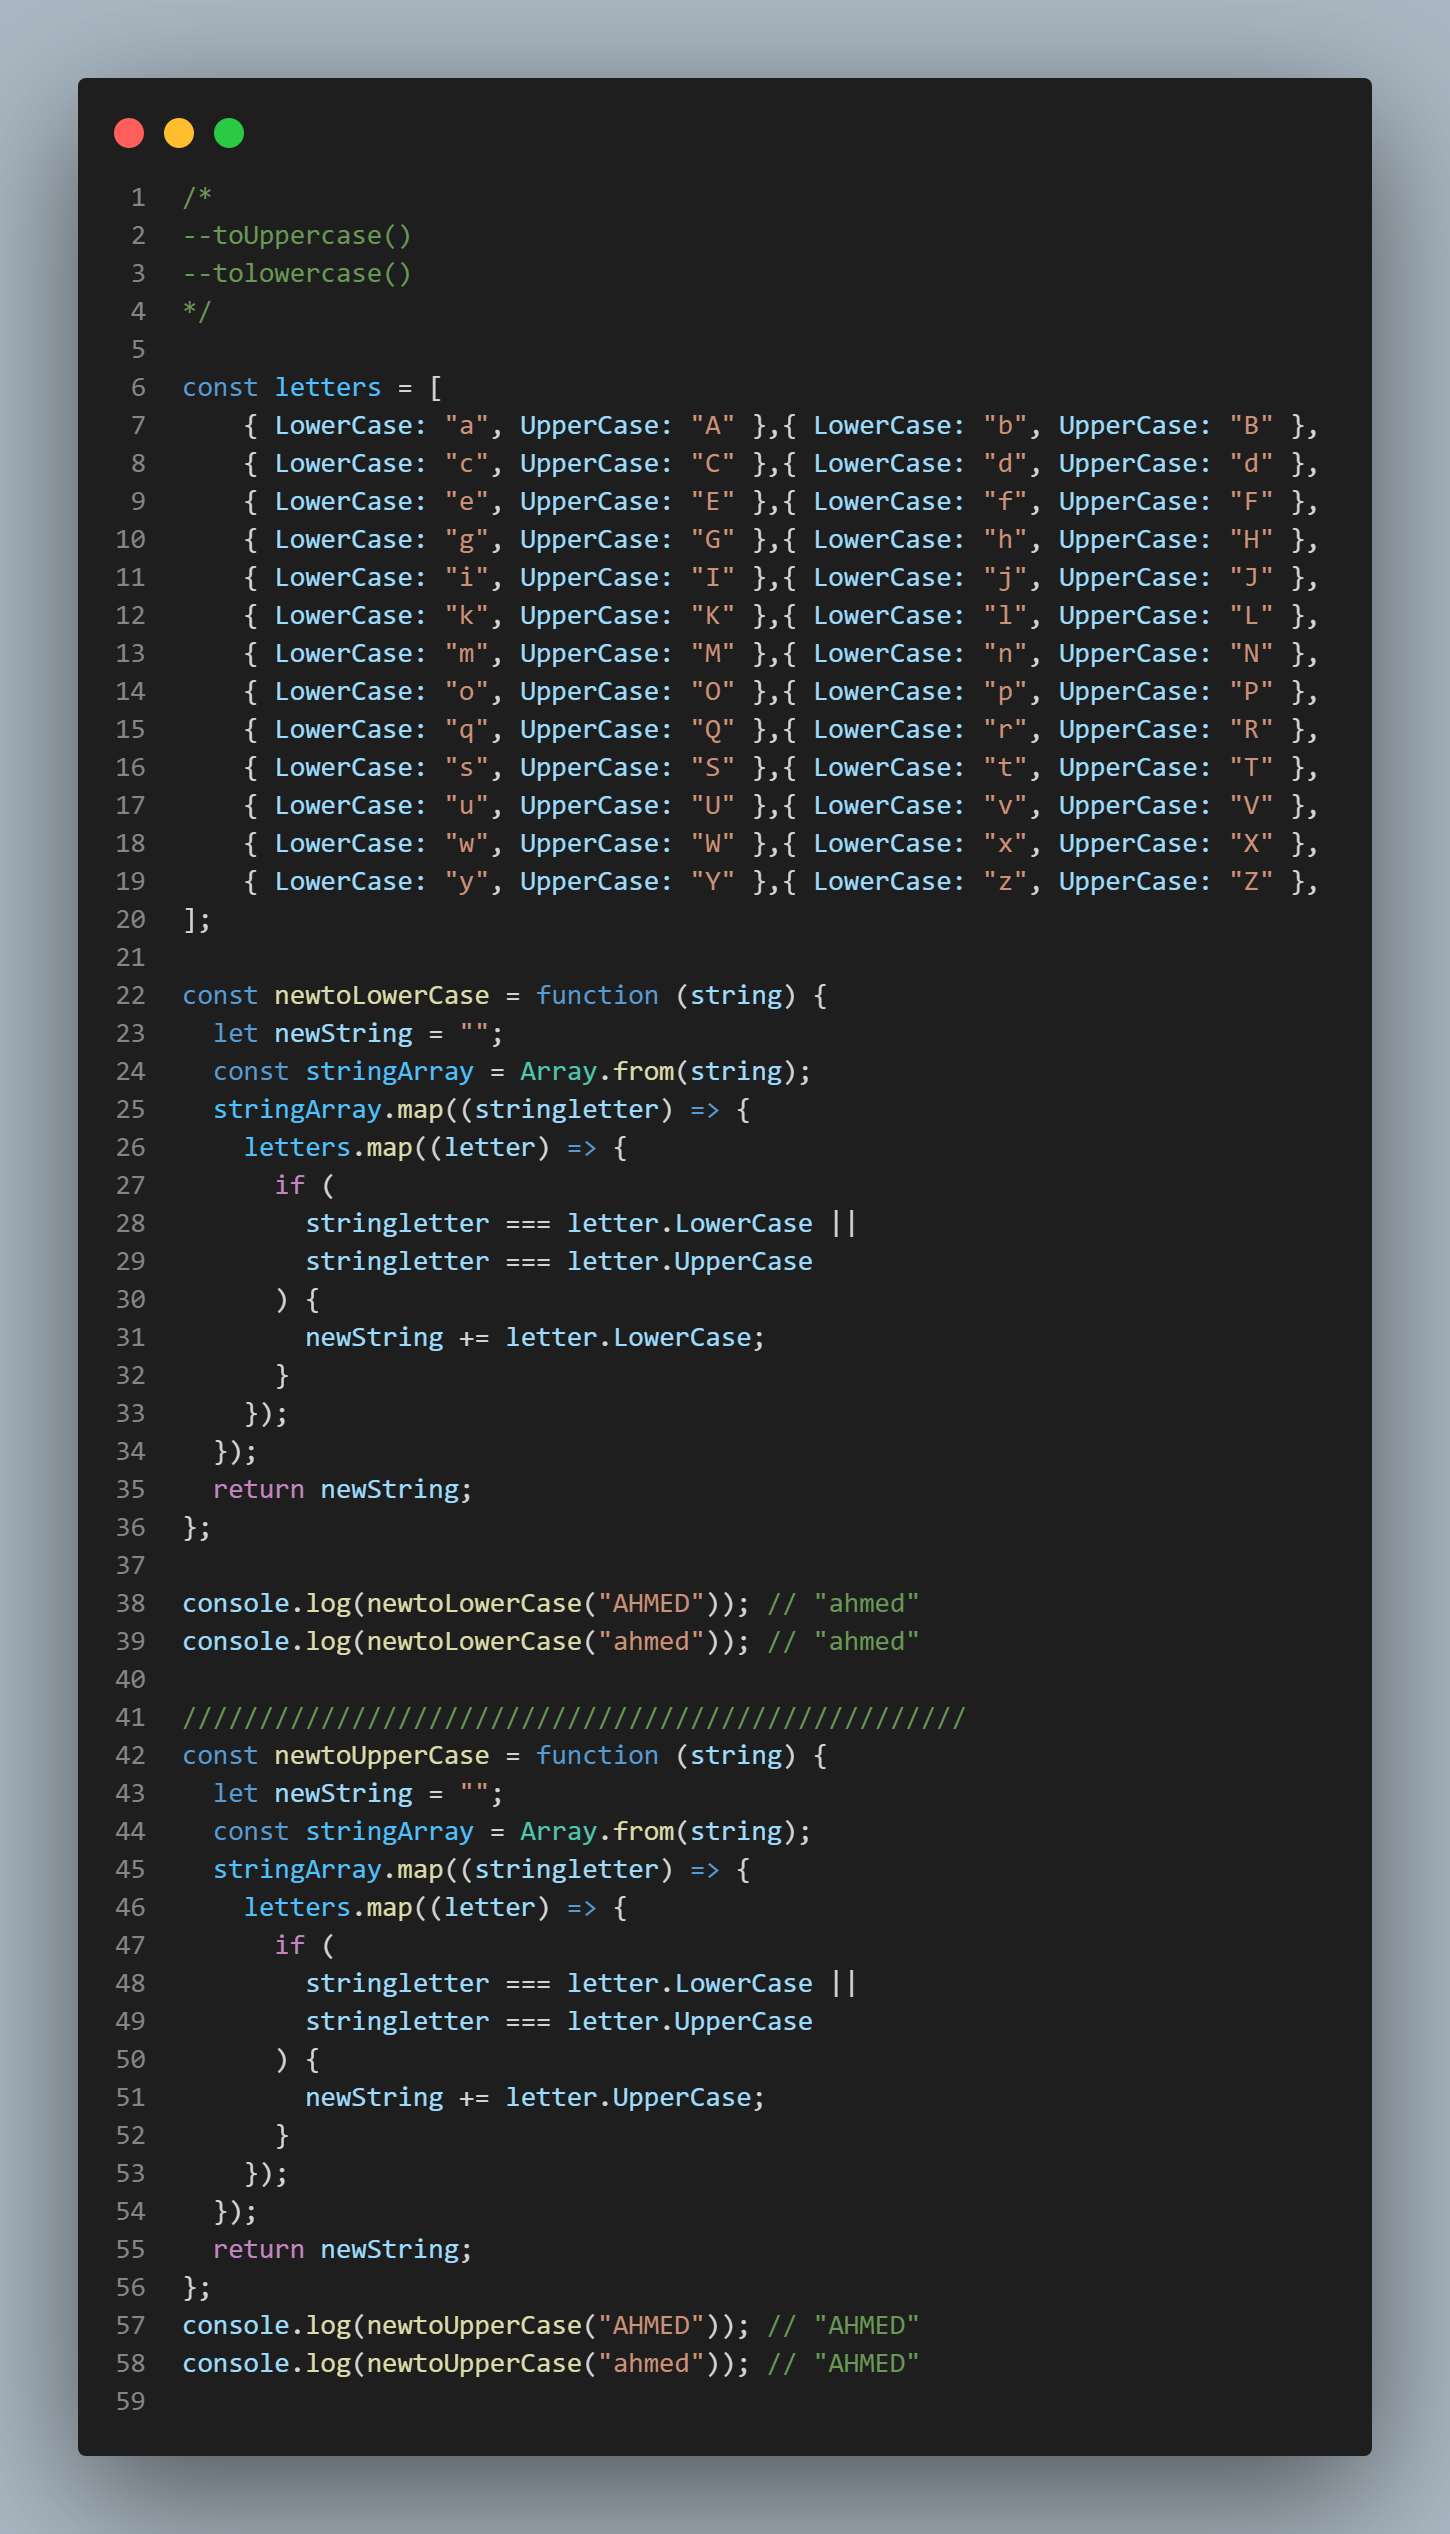 1 /*
2 --toUppercase()
3 --tolowercase()
4 */
5
6 const letters = [
7     { LowerCase: "a", UpperCase: "A" },{ LowerCase: "b", UpperCase: "B" },
8     { LowerCase: "c", UpperCase: "C" },{ LowerCase: "d", UpperCase: "d" },
9     { LowerCase: "e", UpperCase: "E" },{ LowerCase: "f", UpperCase: "F" },
10     { LowerCase: "g", UpperCase: "G" },{ LowerCase: "h", UpperCase: "H" },
11     { LowerCase: "i", UpperCase: "I" },{ LowerCase: "j", UpperCase: "J" },
12     { LowerCase: "k", UpperCase: "K" },{ LowerCase: "l", UpperCase: "L" },
13     { LowerCase: "m", UpperCase: "M" },{ LowerCase: "n", UpperCase: "N" },
14     { LowerCase: "o", UpperCase: "O" },{ LowerCase: "p", UpperCase: "P" },
15     { LowerCase: "q", UpperCase: "Q" },{ LowerCase: "r", UpperCase: "R" },
16     { LowerCase: "s", UpperCase: "S" },{ LowerCase: "t", UpperCase: "T" },
17     { LowerCase: "u", UpperCase: "U" },{ LowerCase: "v", UpperCase: "V" },
18     { LowerCase: "w", UpperCase: "W" },{ LowerCase: "x", UpperCase: "X" },
19     { LowerCase: "y", UpperCase: "Y" },{ LowerCase: "z", UpperCase: "Z" },
20 ];
21
22 const newtoLowerCase = function (string) {
23   let newString = "";
24   const stringArray = Array.from(string);
25   stringArray.map((stringletter) => {
26     letters.map((letter) => {
27       if (
28         stringletter === letter.LowerCase ||
29         stringletter === letter.UpperCase
30       ) {
31         newString += letter.LowerCase;
32       }
33     });
34   });
35   return newString;
36 };
37
38 console.log(newtoLowerCase("AHMED")); // "ahmed"
39 console.log(newtoLowerCase("ahmed")); // "ahmed"
40
41 ///////////////////////////////////////////////////
42 const newtoUpperCase = function (string) {
43   let newString = "";
44   const stringArray = Array.from(string);
45   stringArray.map((stringletter) => {
46     letters.map((letter) => {
47       if (
48         stringletter === letter.LowerCase ||
49         stringletter === letter.UpperCase
50       ) {
51         newString += letter.UpperCase;
52       }
53     });
54   });
55   return newString;
56 };
57 console.log(newtoUpperCase("AHMED")); // "AHMED"
58 console.log(newtoUpperCase("ahmed")); // "AHMED"
59